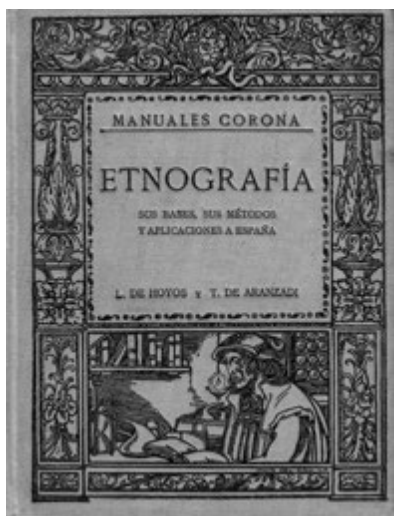 MANUALES CORONA
ETNOGRAFÍA
SUS BASES, SUS MÉTODOS
Y APLICACIONES A ESPAÑA
L. DE HOYOS Y T. DE ARANZADI